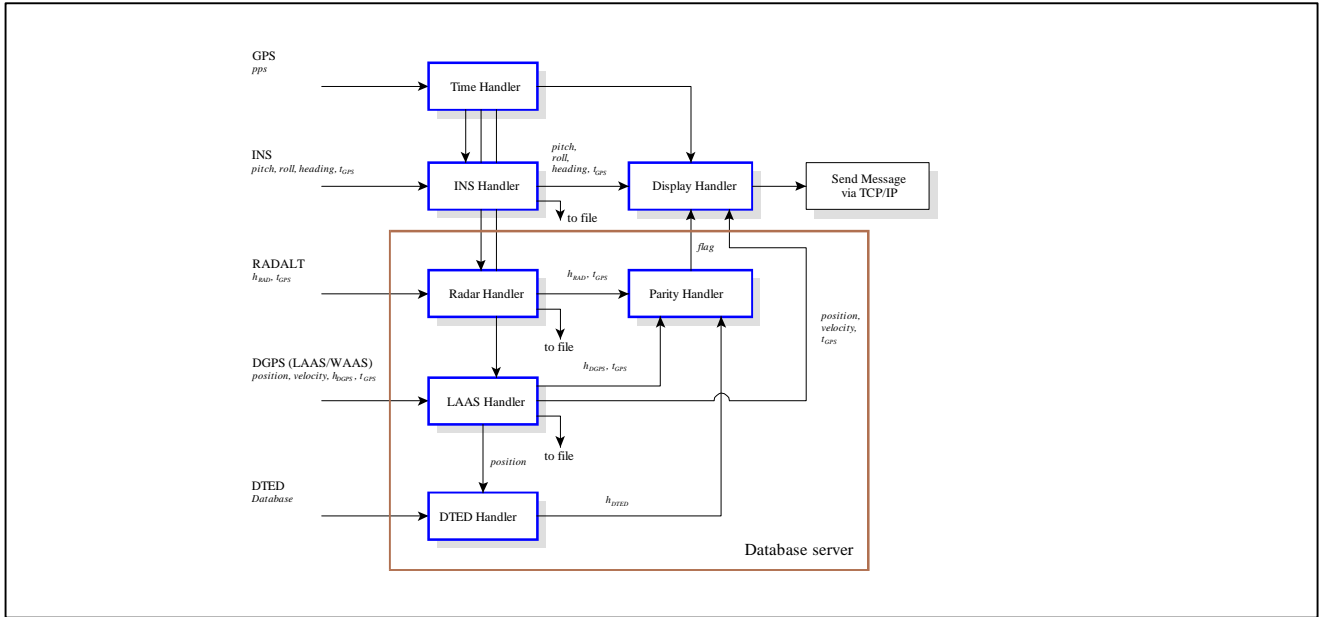 GPS
pps
Time Handler
INS
pitch, roll, heading, tGPS
INS Handler
pitch,
roll,
heading, tGPS
Display Handler
Send Message
via TCP/IP
to file
flag
RADALT
hRAD, tGPS
Radar Handler
hRAD, tGPS
Parity Handler
to file
position,
velocity,
tGPS
DGPS (LAAS/WAAS)
position, velocity, hDGPS, tGPS
hDGPS, tGPS
LAAS Handler
to file
position
DTED
Database
DTED Handler
hDTED
Database server